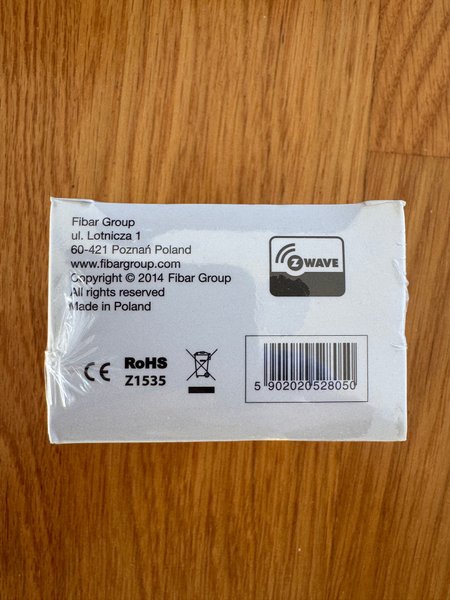 Fibar Group
ul. Lotnicza 1
60-421 Poznań Poland
www.fibargroup.com
Copyright © 2014 Fibar Group
All rights reserved
Made in Poland
Z WAVE
CE RoHS
Z1535
5 902020 528050